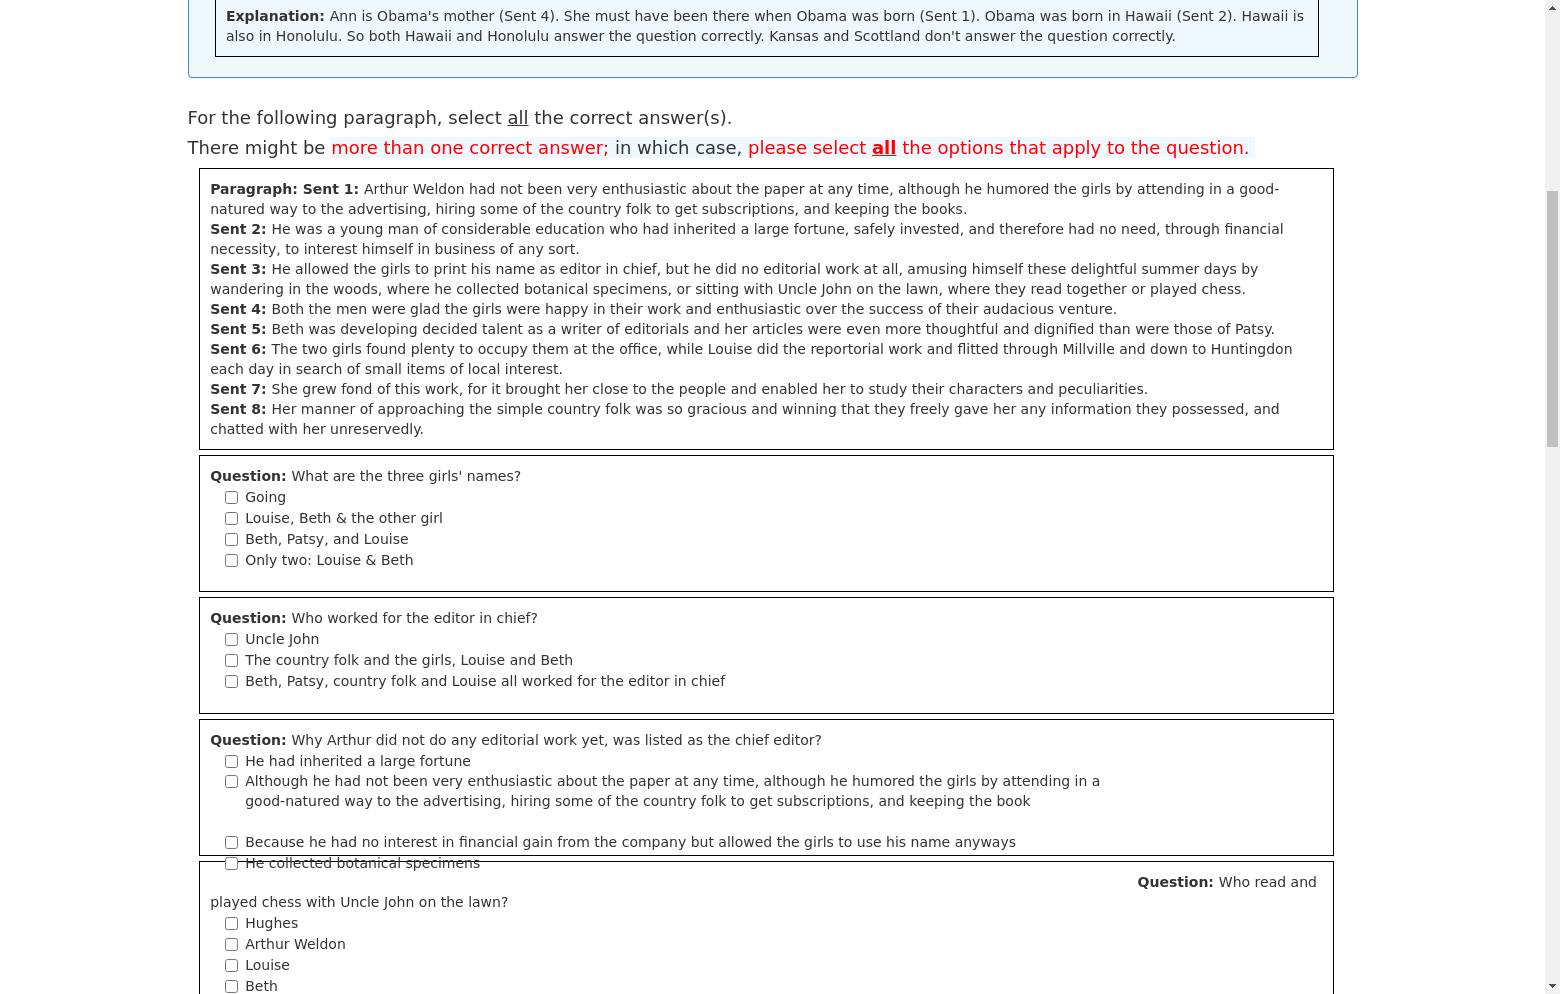 Explanation: Ann is Obama's mother (Sent 4). She must have been there when Obama was born (Sent 1). Obama was born in Hawaii (Sent 2). Hawaii is
also in Honolulu. So both Hawaii and Honolulu answer the question correctly. Kansas and Scottland don't answer the question correctly.
For the following paragraph, select all the correct answer(s).
There might be more than one correct answer; in which case, please select all the options that apply to the question.
Paragraph: Sent 1: Arthur Weldon had not been very enthusiastic about the paper at any time, although he humored the girls by attending in a good-
natured way to the advertising, hiring some of the country folk to get subscriptions, and keeping the books.
Sent 2: He was a young man of considerable education who had inherited a large fortune, safely invested, and therefore had no need, through financial
necessity, to interest himself in business of any sort.
Sent 3: He allowed the girls to print his name as editor in chief, but he did no editorial work at all, amusing himself these delightful summer days by
wandering in the woods, where he collected botanical specimens, or sitting with Uncle John on the lawn, where they read together or played chess.
Sent 4: Both the men were glad the girls were happy in their work and enthusiastic over the success of their audacious venture.
Sent 5: Beth was developing decided talent as a writer of editorials and her articles were even more thoughtful and dignified than were those of Patsy.
Sent 6: The two girls found plenty to occupy them at the office, while Louise did the reportorial work and flitted through Millville and down to Huntingdon
each day in search of small items of local interest.
Sent 7: She grew fond of this work, for it brought her close to the people and enabled her to study their characters and peculiarities.
Sent 8: Her manner of approaching the simple country folk was so gracious and winning that they freely gave her any information they possessed, and
chatted with her unreservedly.
Question: What are the three girls' names?
Going
Louise, Beth & the other girl
Beth, Patsy, and Louise
Only two: Louise & Beth
Question: Who worked for the editor in chief?
Uncle John
The country folk and the girls, Louise and Beth
Beth, Patsy, country folk and Louise all worked for the editor in chief
Question: Why Arthur did not do any editorial work yet, was listed as the chief editor?
He had inherited a large fortune
Although he had not been very enthusiastic about the paper at any time, although he humored the girls by attending in a
good-natured way to the advertising, hiring some of the country folk to get subscriptions, and keeping the book
Because he had no interest in financial gain from the company but allowed the girls to use his name anyways
He collected botanical specimens
Question: Who read and
played chess with Uncle John on the lawn?
Hughes
Arthur Weldon
Louise
Beth